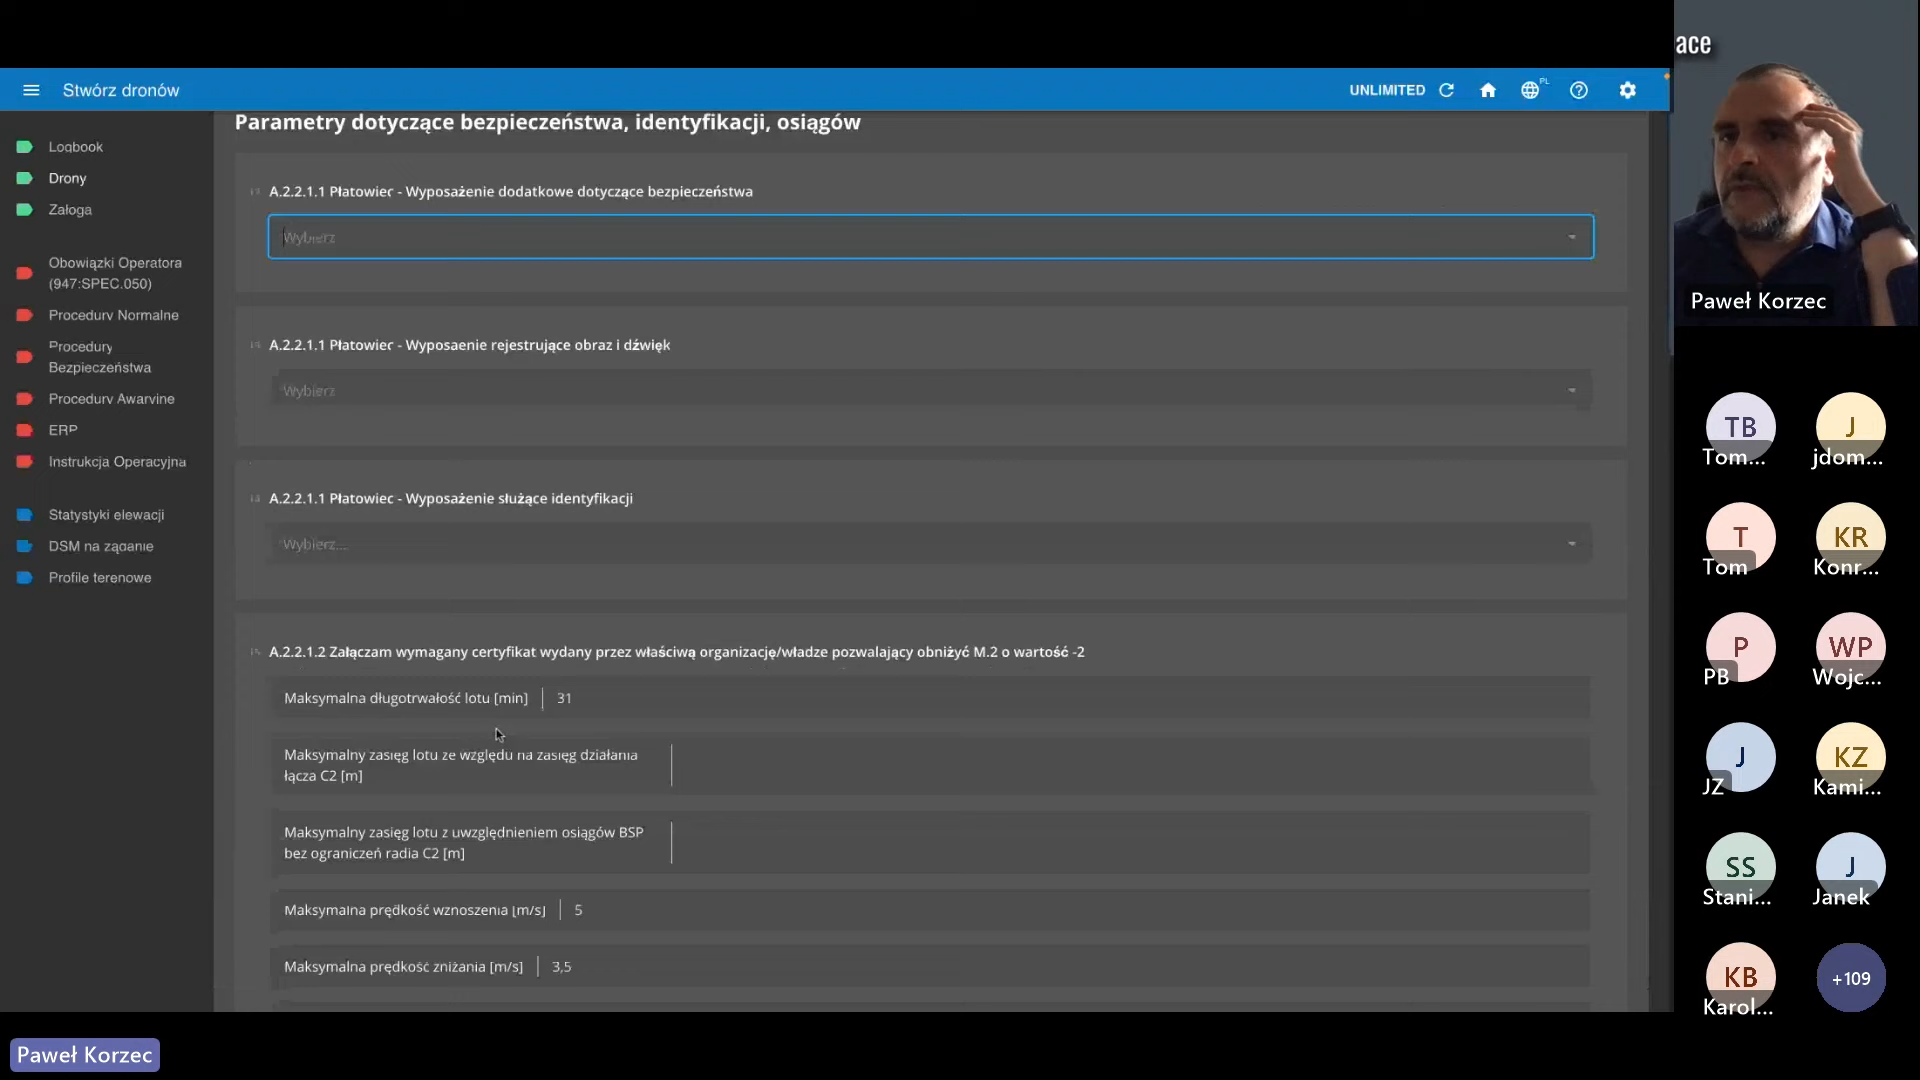 ace
Stwórz dronów
UNLIMITED
PL
Parametry dotyczące bezpieczeństwa, identyfikacji, osiągów
Logbook
Drony
Załoga
Obowiązki Operatora
(947:SPEC.050)
Procedury Normalne
Procedury
Bezpieczeństwa
Procedury Awaryjne
ERP
Instrukcja Operacyjna
Statystyki elewacji
DSM na żądanie
Profile terenowe
A.2.2.1.1 Płatowiec - Wyposażenie dodatkowe dotyczące bezpieczeństwa
Wybierz
A.2.2.1.1 Płatowiec - Wyposaenie rejestrujące obraz i dźwięk
Wybierz
A.2.2.1.1 Płatowiec - Wyposażenie służące identyfikacji
Wybierz...
A.2.2.1.2 Załączam wymagany certyfikat wydany przez właściwą organizację/władze pozwalający obniżyć M.2 o wartość -2
Maksymalna długotrwałość lotu [min] 31
Maksymalny zasięg lotu ze względu na zasięg działania
łącza C2 [m]
Maksymalny zasięg lotu z uwzględnieniem osiągów BSP
bez ograniczeń radia C2 [m]
Maksymalna prędkość wznoszenia [m/s] 5
Maksymalna prędkość zniżania [m/s] 3,5
Paweł Korzec
TB
Tom...
J
jdom...
T
Tom
KR
Konr...
P
PB
WP
Wojc...
J
JZ
KZ
Kami...
SS
Stani...
J
Janek
KB
Karol...
+109
Paweł Korzec